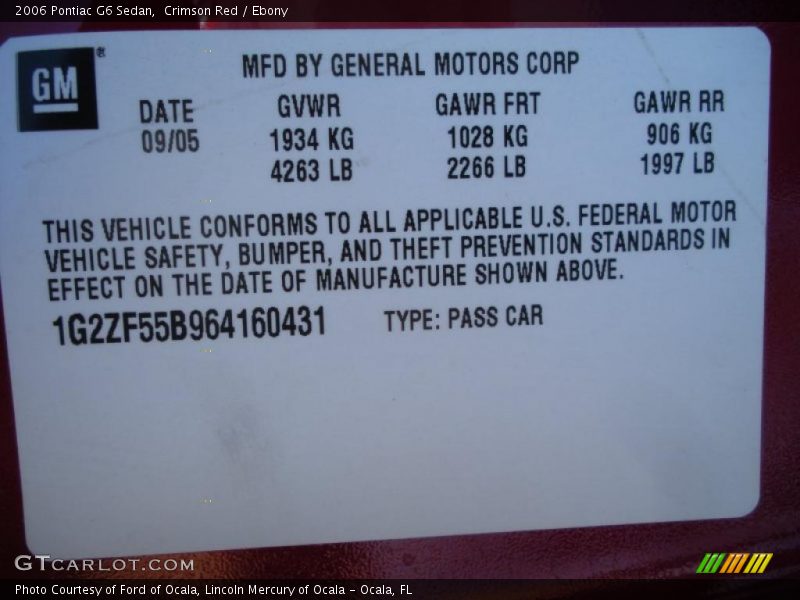 2006 Pontiac G6 Sedan,  Crimson Red / Ebony
GM®
MFD BY GENERAL MOTORS CORP
DATE GVWR GAWR FRT GAWR RR
09/05 1934 KG 1028 KG 906 KG
4263 LB 2266 LB 1997 LB
THIS VEHICLE CONFORMS TO ALL APPLICABLE U.S. FEDERAL MOTOR
VEHICLE SAFETY, BUMPER, AND THEFT PREVENTION STANDARDS IN
EFFECT ON THE DATE OF MANUFACTURE SHOWN ABOVE.
1G2ZF55B964160431 TYPE: PASS CAR
GTCARLOT.COM
Photo Courtesy of Ford of Ocala, Lincoln Mercury of Ocala - Ocala, FL